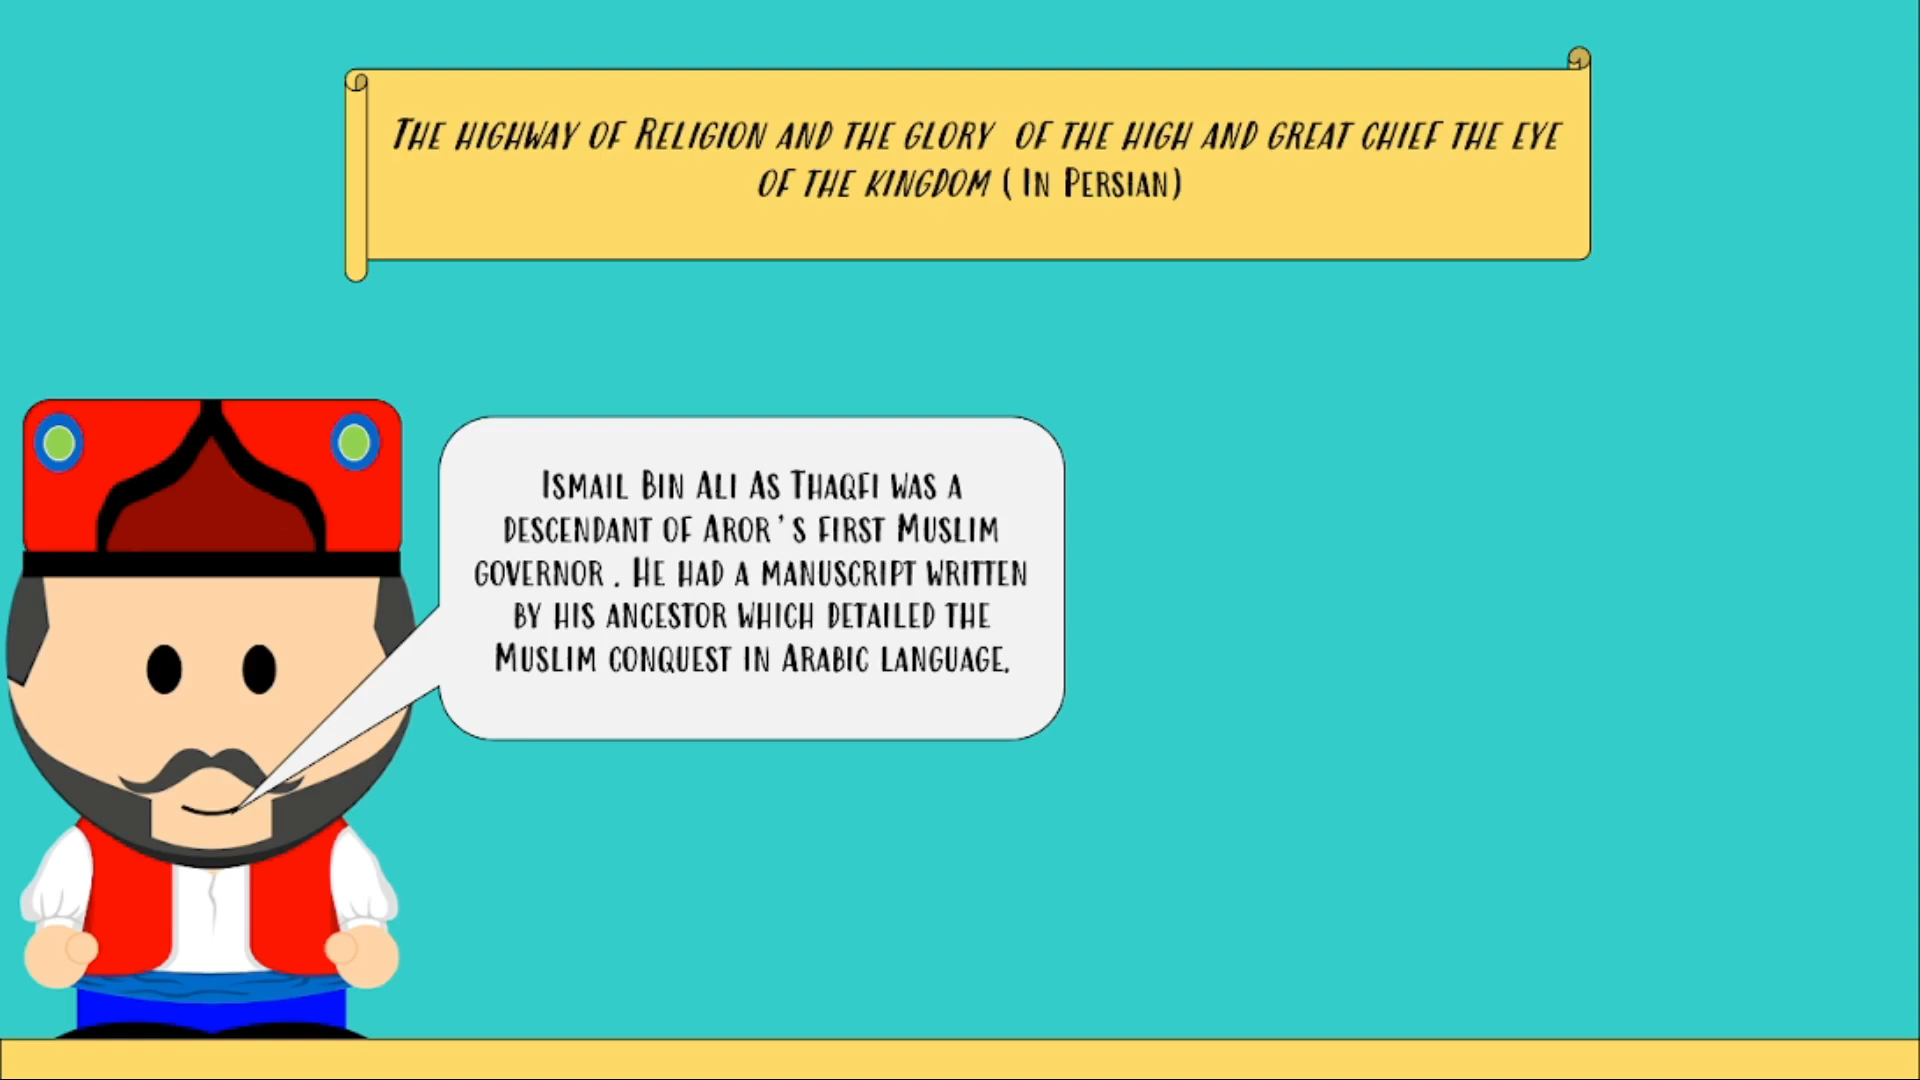 The highway of Religion and the glory of the high and great chief the eye
of the kingdom ( In Persian)
Ismail Bin Ali As Thaqfi was a
descendant of Aror's first Muslim
governor . He had a manuscript written
by his ancestor which detailed the
Muslim conquest in Arabic language.